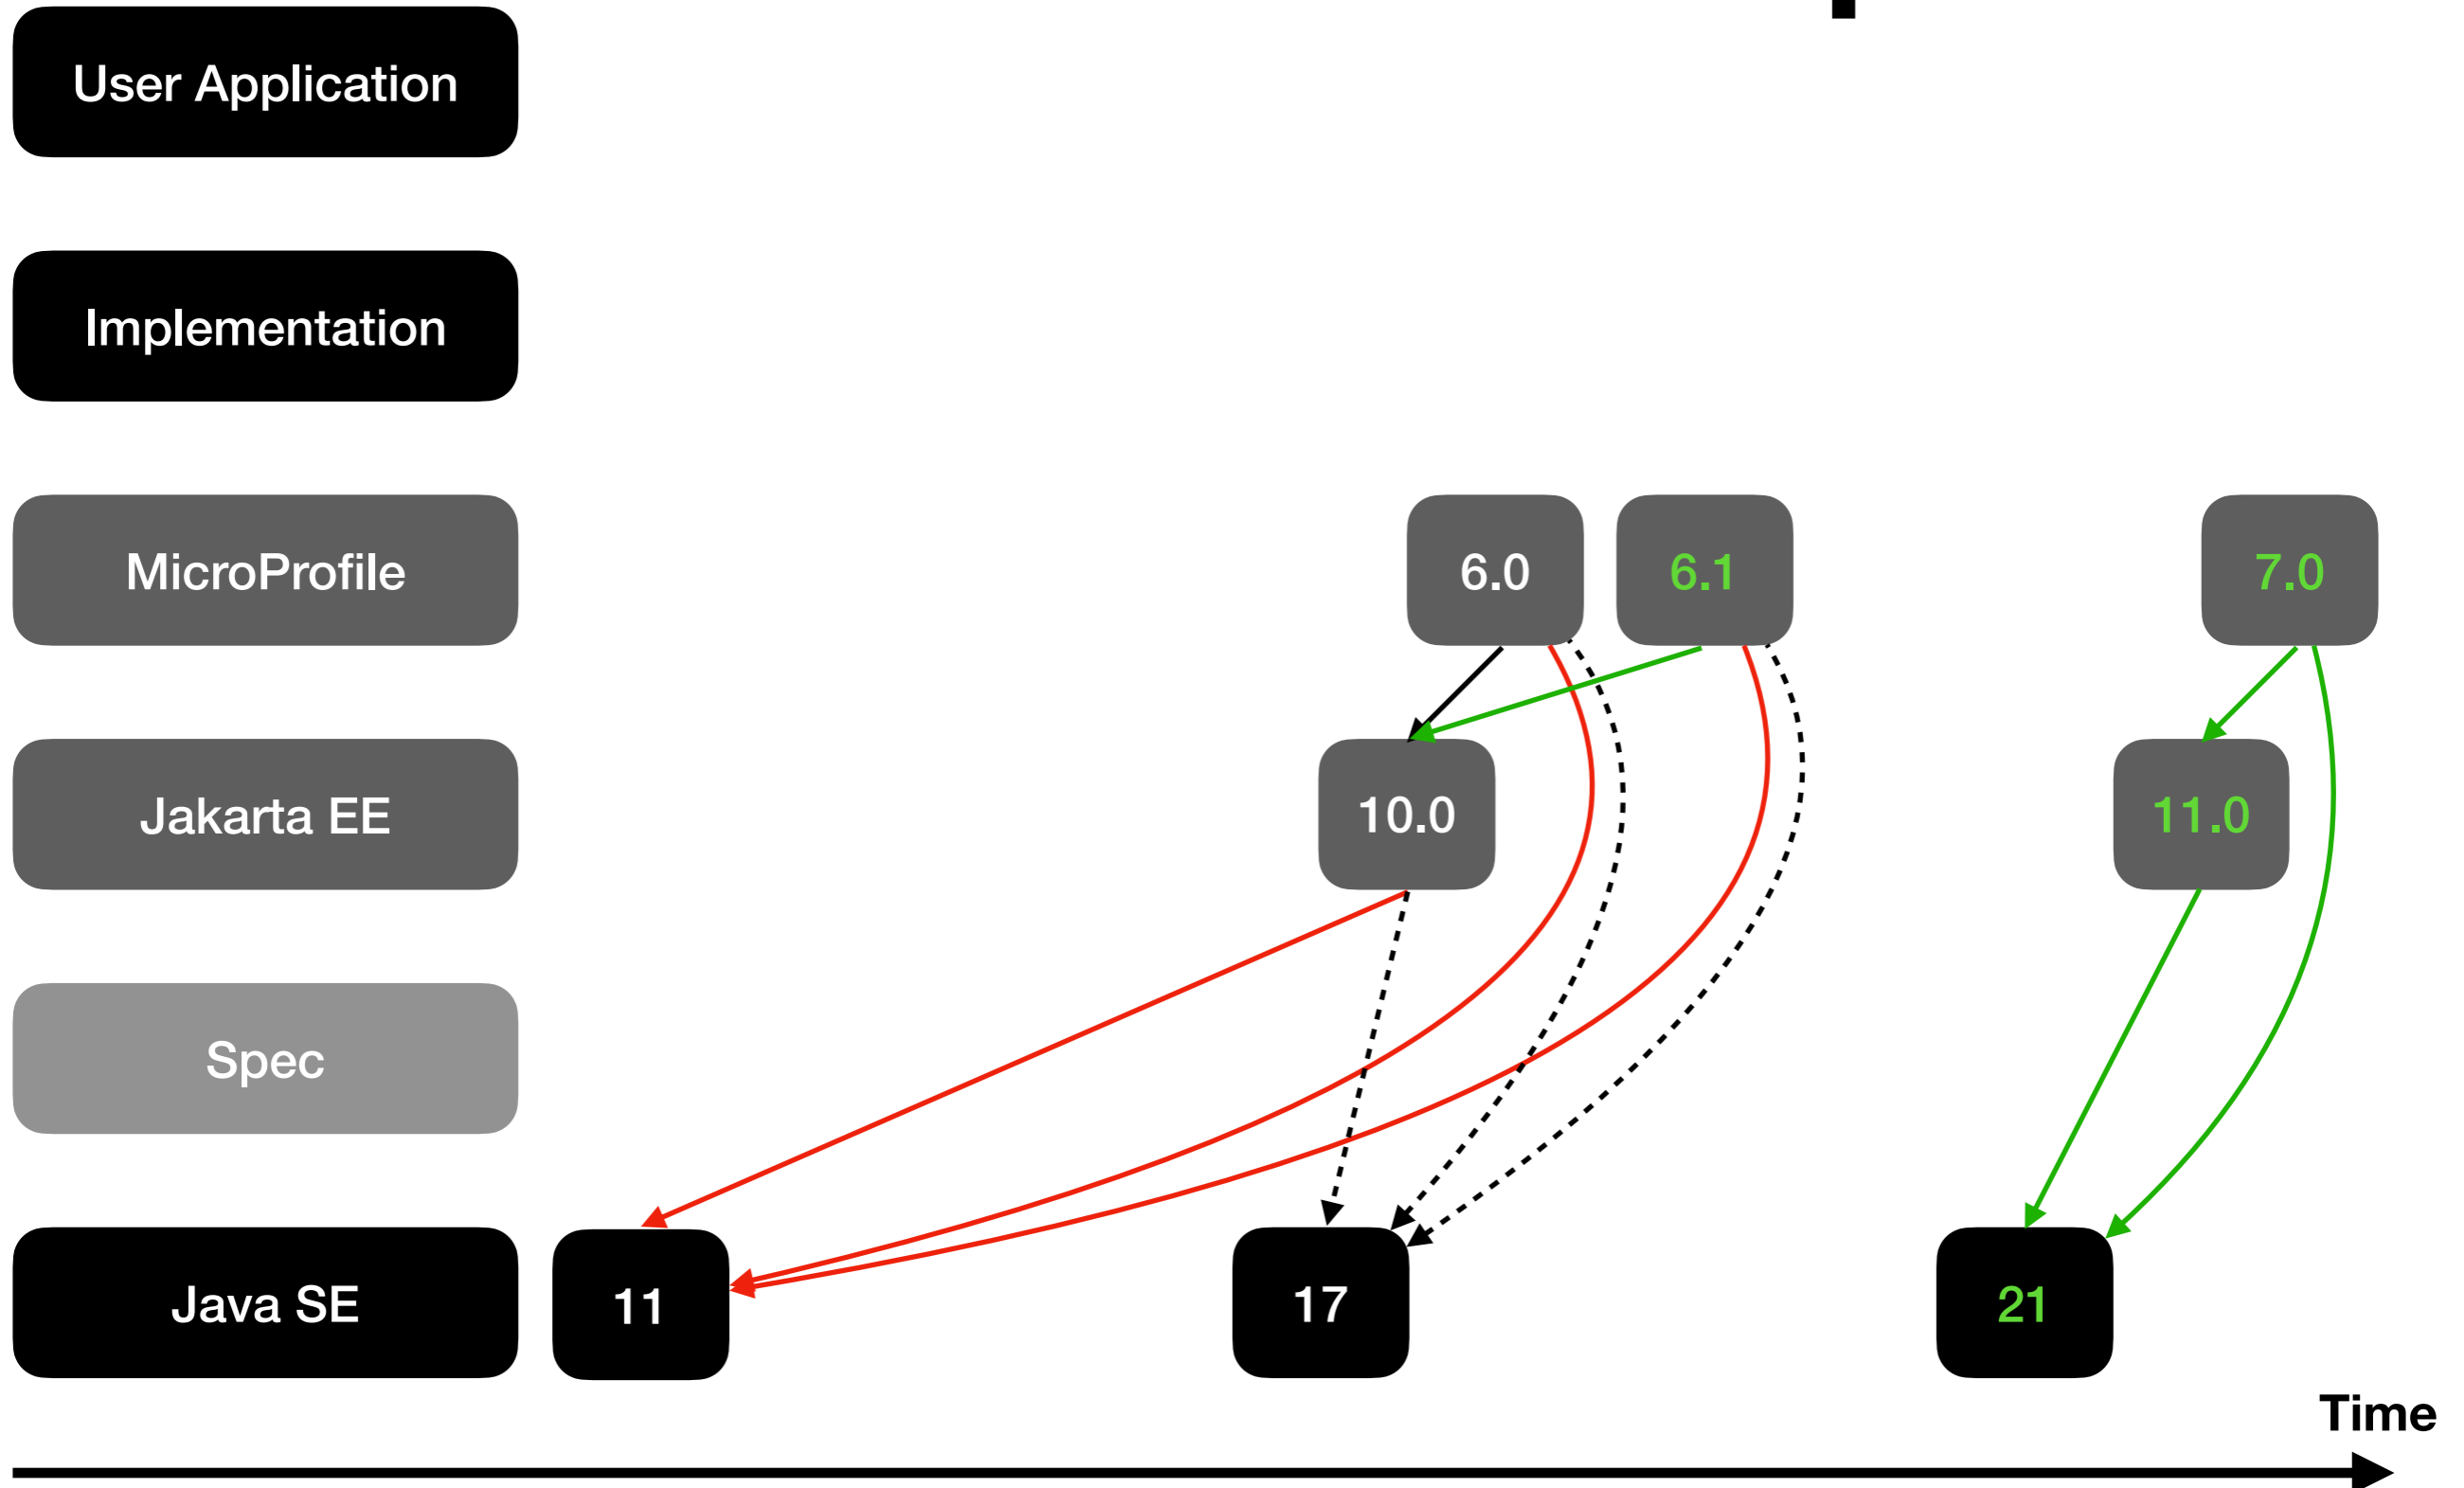 User Application
Implementation
MicroProfile
6.0
6.1
7.0
Jakarta EE
10.0
11.0
Spec
Java SE
11
17
21
Time